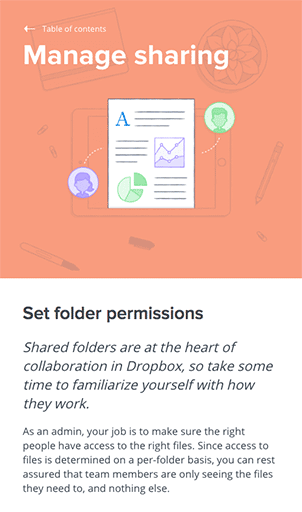 ← Table of contents
Manage sharing
A
Set folder permissions
Shared folders are at the heart of
collaboration in Dropbox, so take some
time to familiarize yourself with how
they work.
As an admin, your job is to make sure the right
people have access to the right files. Since access to
files is determined on a per-folder basis, you can rest
assured that team members are only seeing the files
they need to, and nothing else.